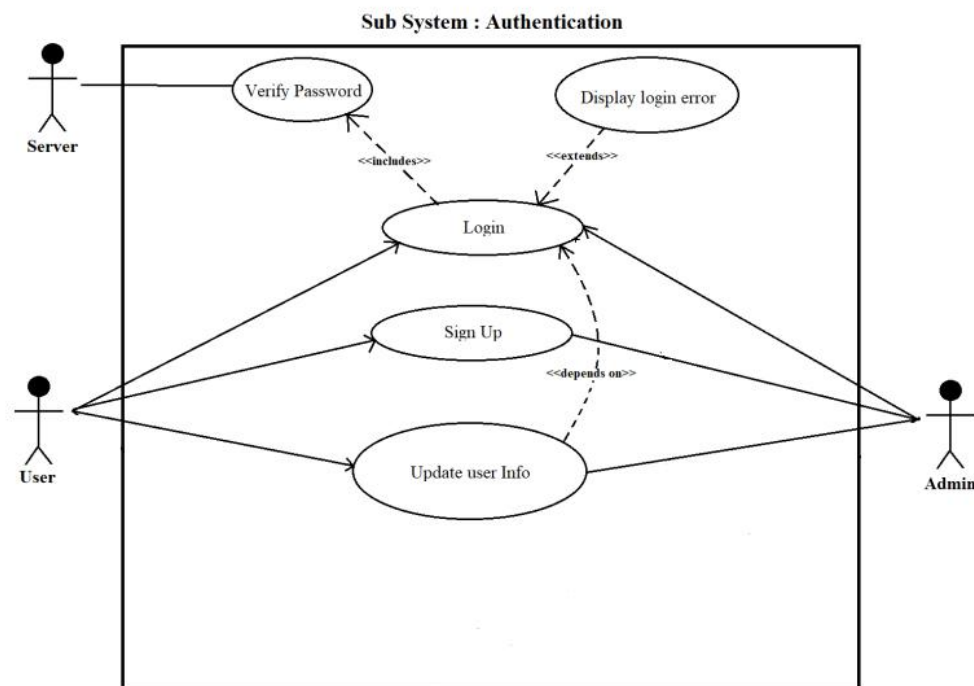 Sub System : Authentication
Verify Password
Display login error
Server
<<includes>>
<<extends>>
Login
Sign Up
<<depends on>>
User
Update user Info
Admin